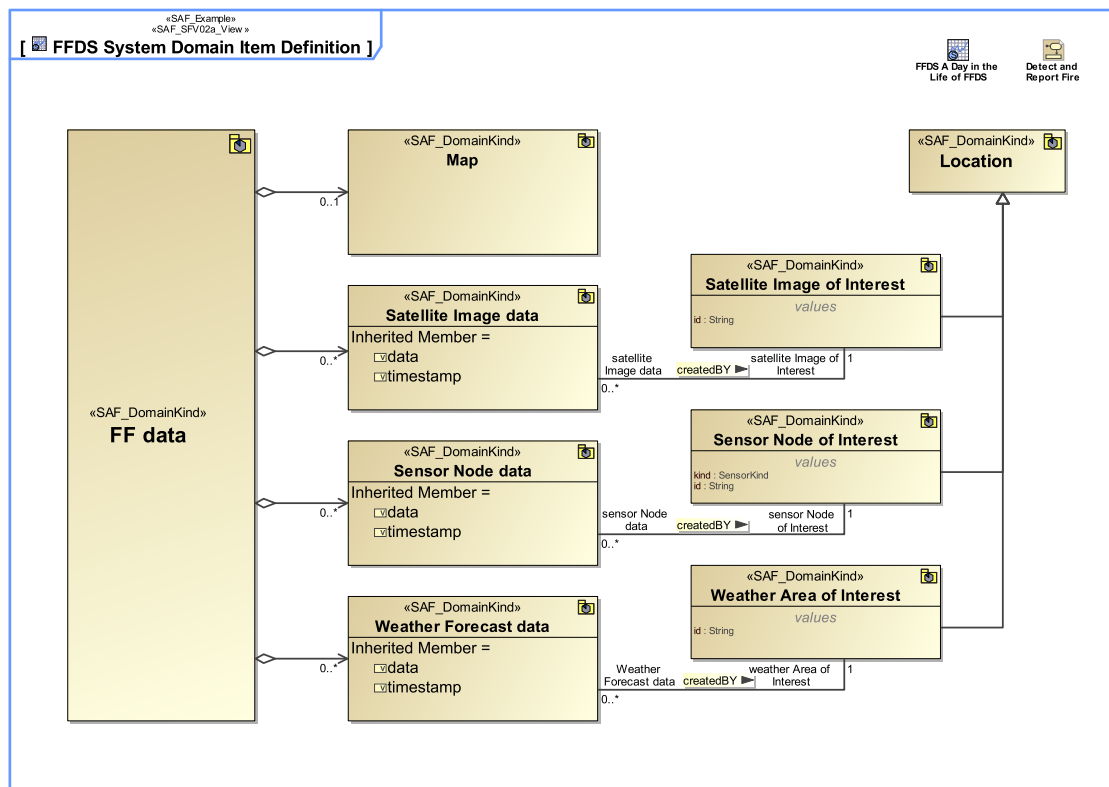 «SAF_Example»
«SAF_SFV02a_View »
[ FFDS System Domain Item Definition ]
FFDS A Day in the
Life of FFDS
Detect and
Report Fire
«SAF_DomainKind»
FF data
«SAF_DomainKind»
Map
0..1
«SAF_DomainKind»
Location
«SAF_DomainKind»
Satellite Image data
Inherited Member =
data
timestamp
0..*
«SAF_DomainKind»
Satellite Image of Interest
values
id : String
satellite
Image data
createdBY
satellite Image of
Interest
1
0..*
«SAF_DomainKind»
Sensor Node data
Inherited Member =
data
timestamp
0..*
«SAF_DomainKind»
Sensor Node of Interest
values
kind : SensorKind
id : String
sensor Node
data
createdBY
sensor Node
of Interest
1
0..*
«SAF_DomainKind»
Weather Forecast data
Inherited Member =
data
timestamp
0..*
«SAF_DomainKind»
Weather Area of Interest
values
id : String
Weather
Forecast data
createdBY
weather Area of
Interest
1
0..*